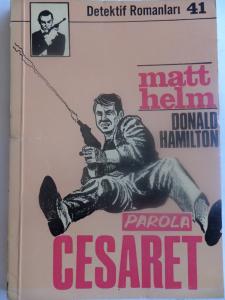 Detektif Romanları 41
matt
helm
DONALD
HAMILTON
PAROLA
CESARET